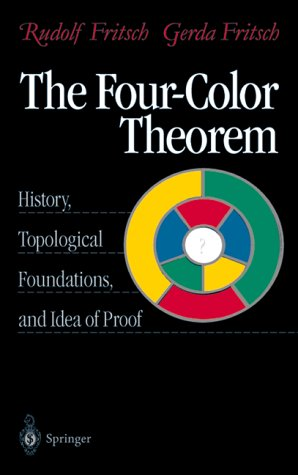 Rudolf Fritsch Gerda Fritsch
The Four-Color
Theorem
History,
Topological
Foundations,
and Idea of Proof
?
Springer